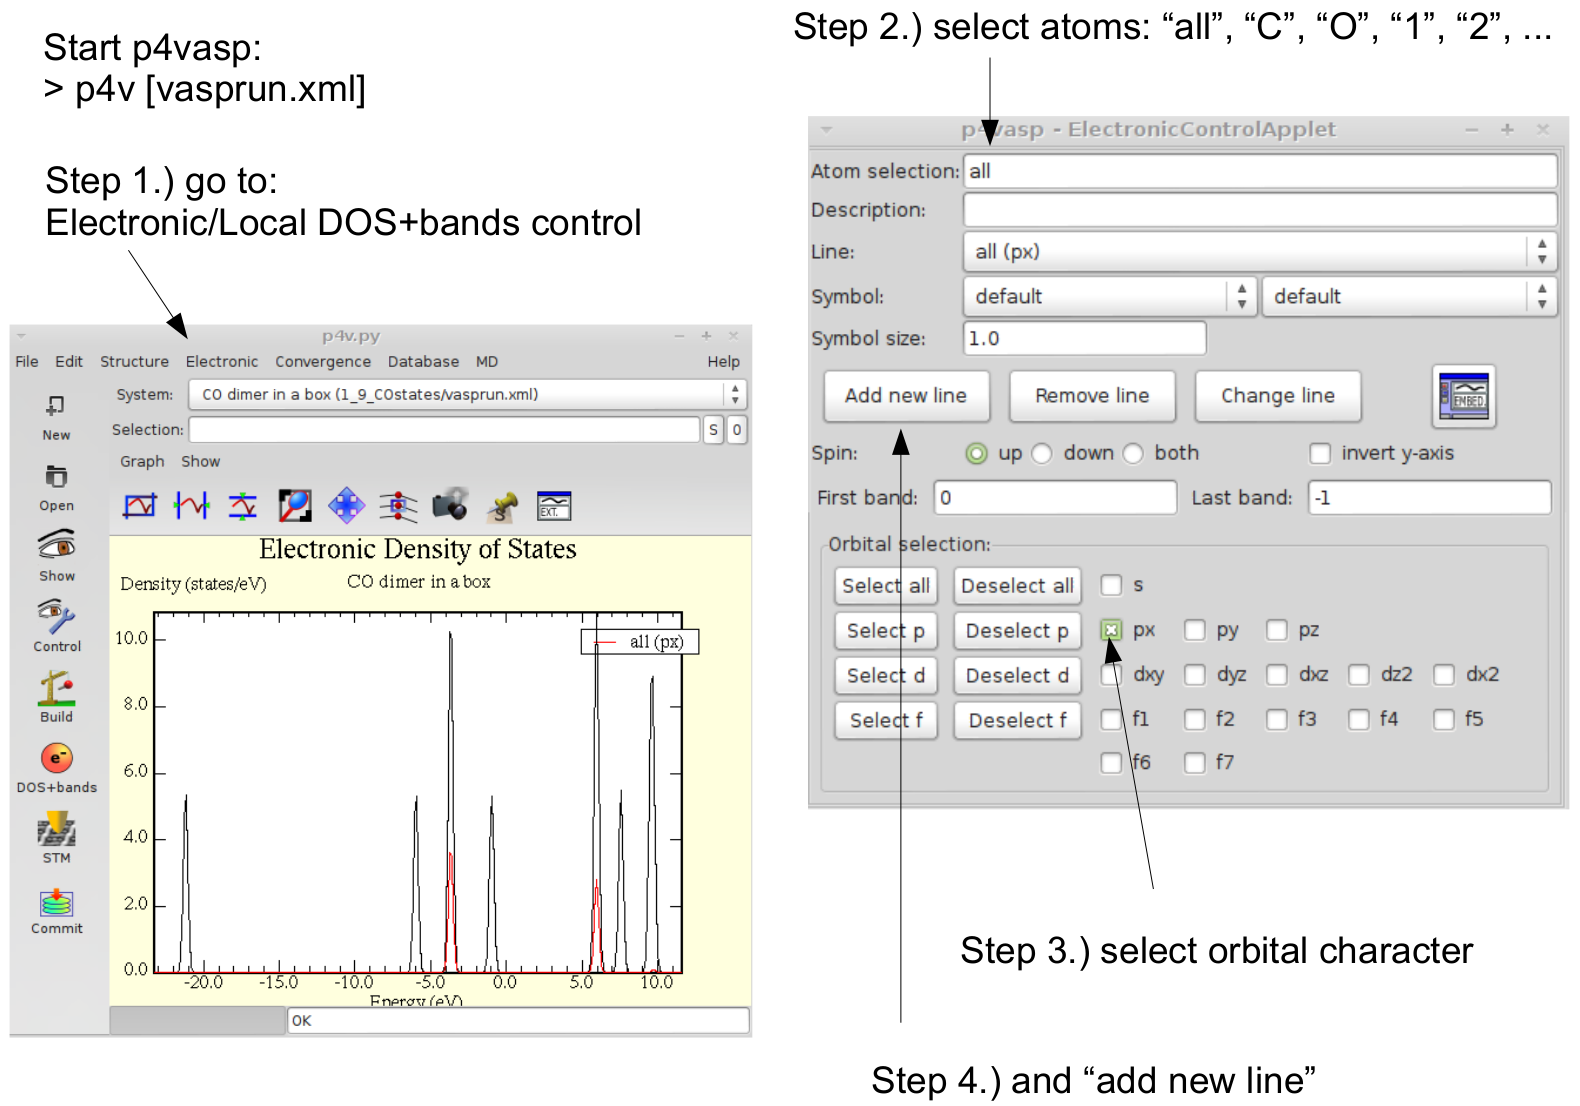 Start p4vasp:
> p4v [vasprun.xml]
Step 1.) go to:
Electronic/Local DOS+bands control
p4v.py
File Edit Structure Electronic Convergence Database MD Help
System: CO dimer in a box (1_9_COstates/vasprun.xml)
Selection: S 0
Graph Show
New
Open
Show
Control
Build
e-
DOS+bands
STM
Commit
S
EXT.
Electronic Density of States
Density (states/eV) CO dimer in a box
all (px)
10.0
8.0
6.0
4.0
2.0
0.0
-20.0 -15.0 -10.0 -5.0 0.0 5.0 10.0
Energy (eV)
OK
Step 2.) select atoms: “all”, “C”, “O”, “1”, “2”, ...
p4vasp - ElectronicControlApplet
Atom selection: all
Description:
Line: all (px)
Symbol: default default
Symbol size: 1.0
Add new line Remove line Change line EMBED.
Spin: up down both invert y-axis
First band: 0 Last band: -1
Orbital selection:
Select all Deselect all s
Select p Deselect p px py pz
Select d Deselect d dxy dyz dxz dz2 dx2
Select f Deselect f f1 f2 f3 f4 f5
f6 f7
Step 3.) select orbital character
Step 4.) and “add new line”